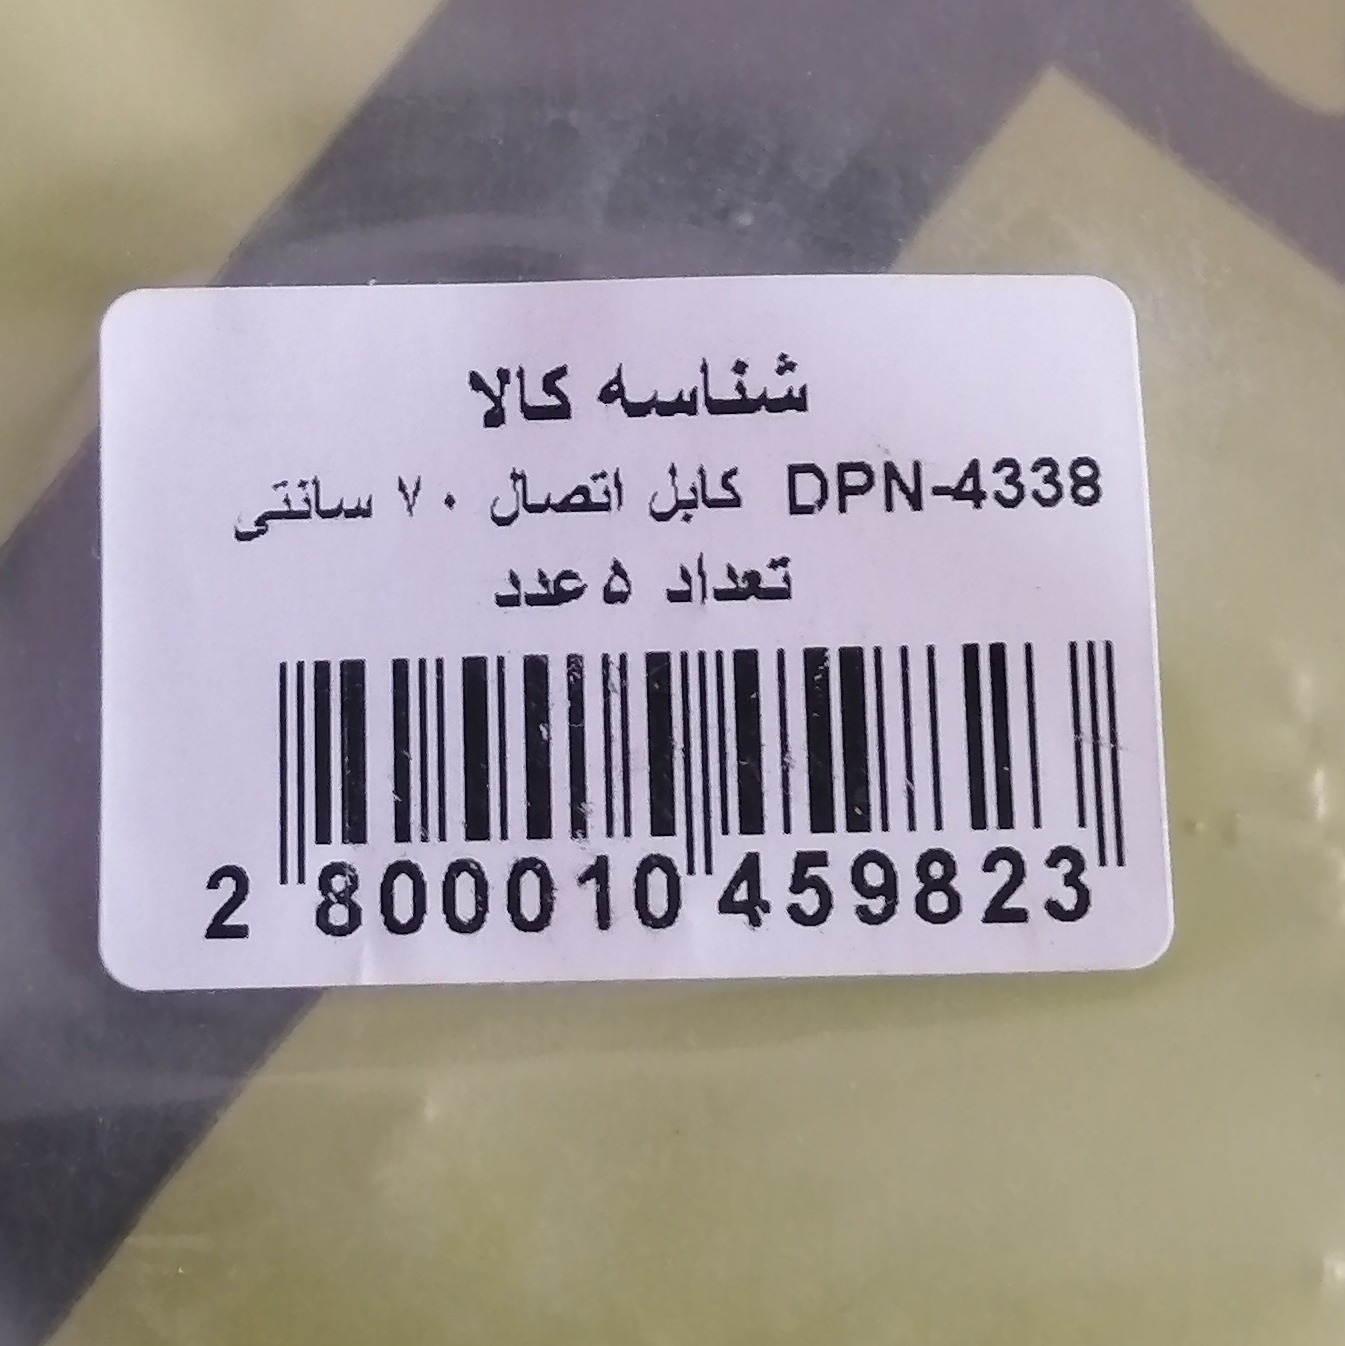 شناسه کالا
DPN-4338 کابل اتصال ۷۰ سانتی
تعداد ۵ عدد
2 800010 459823